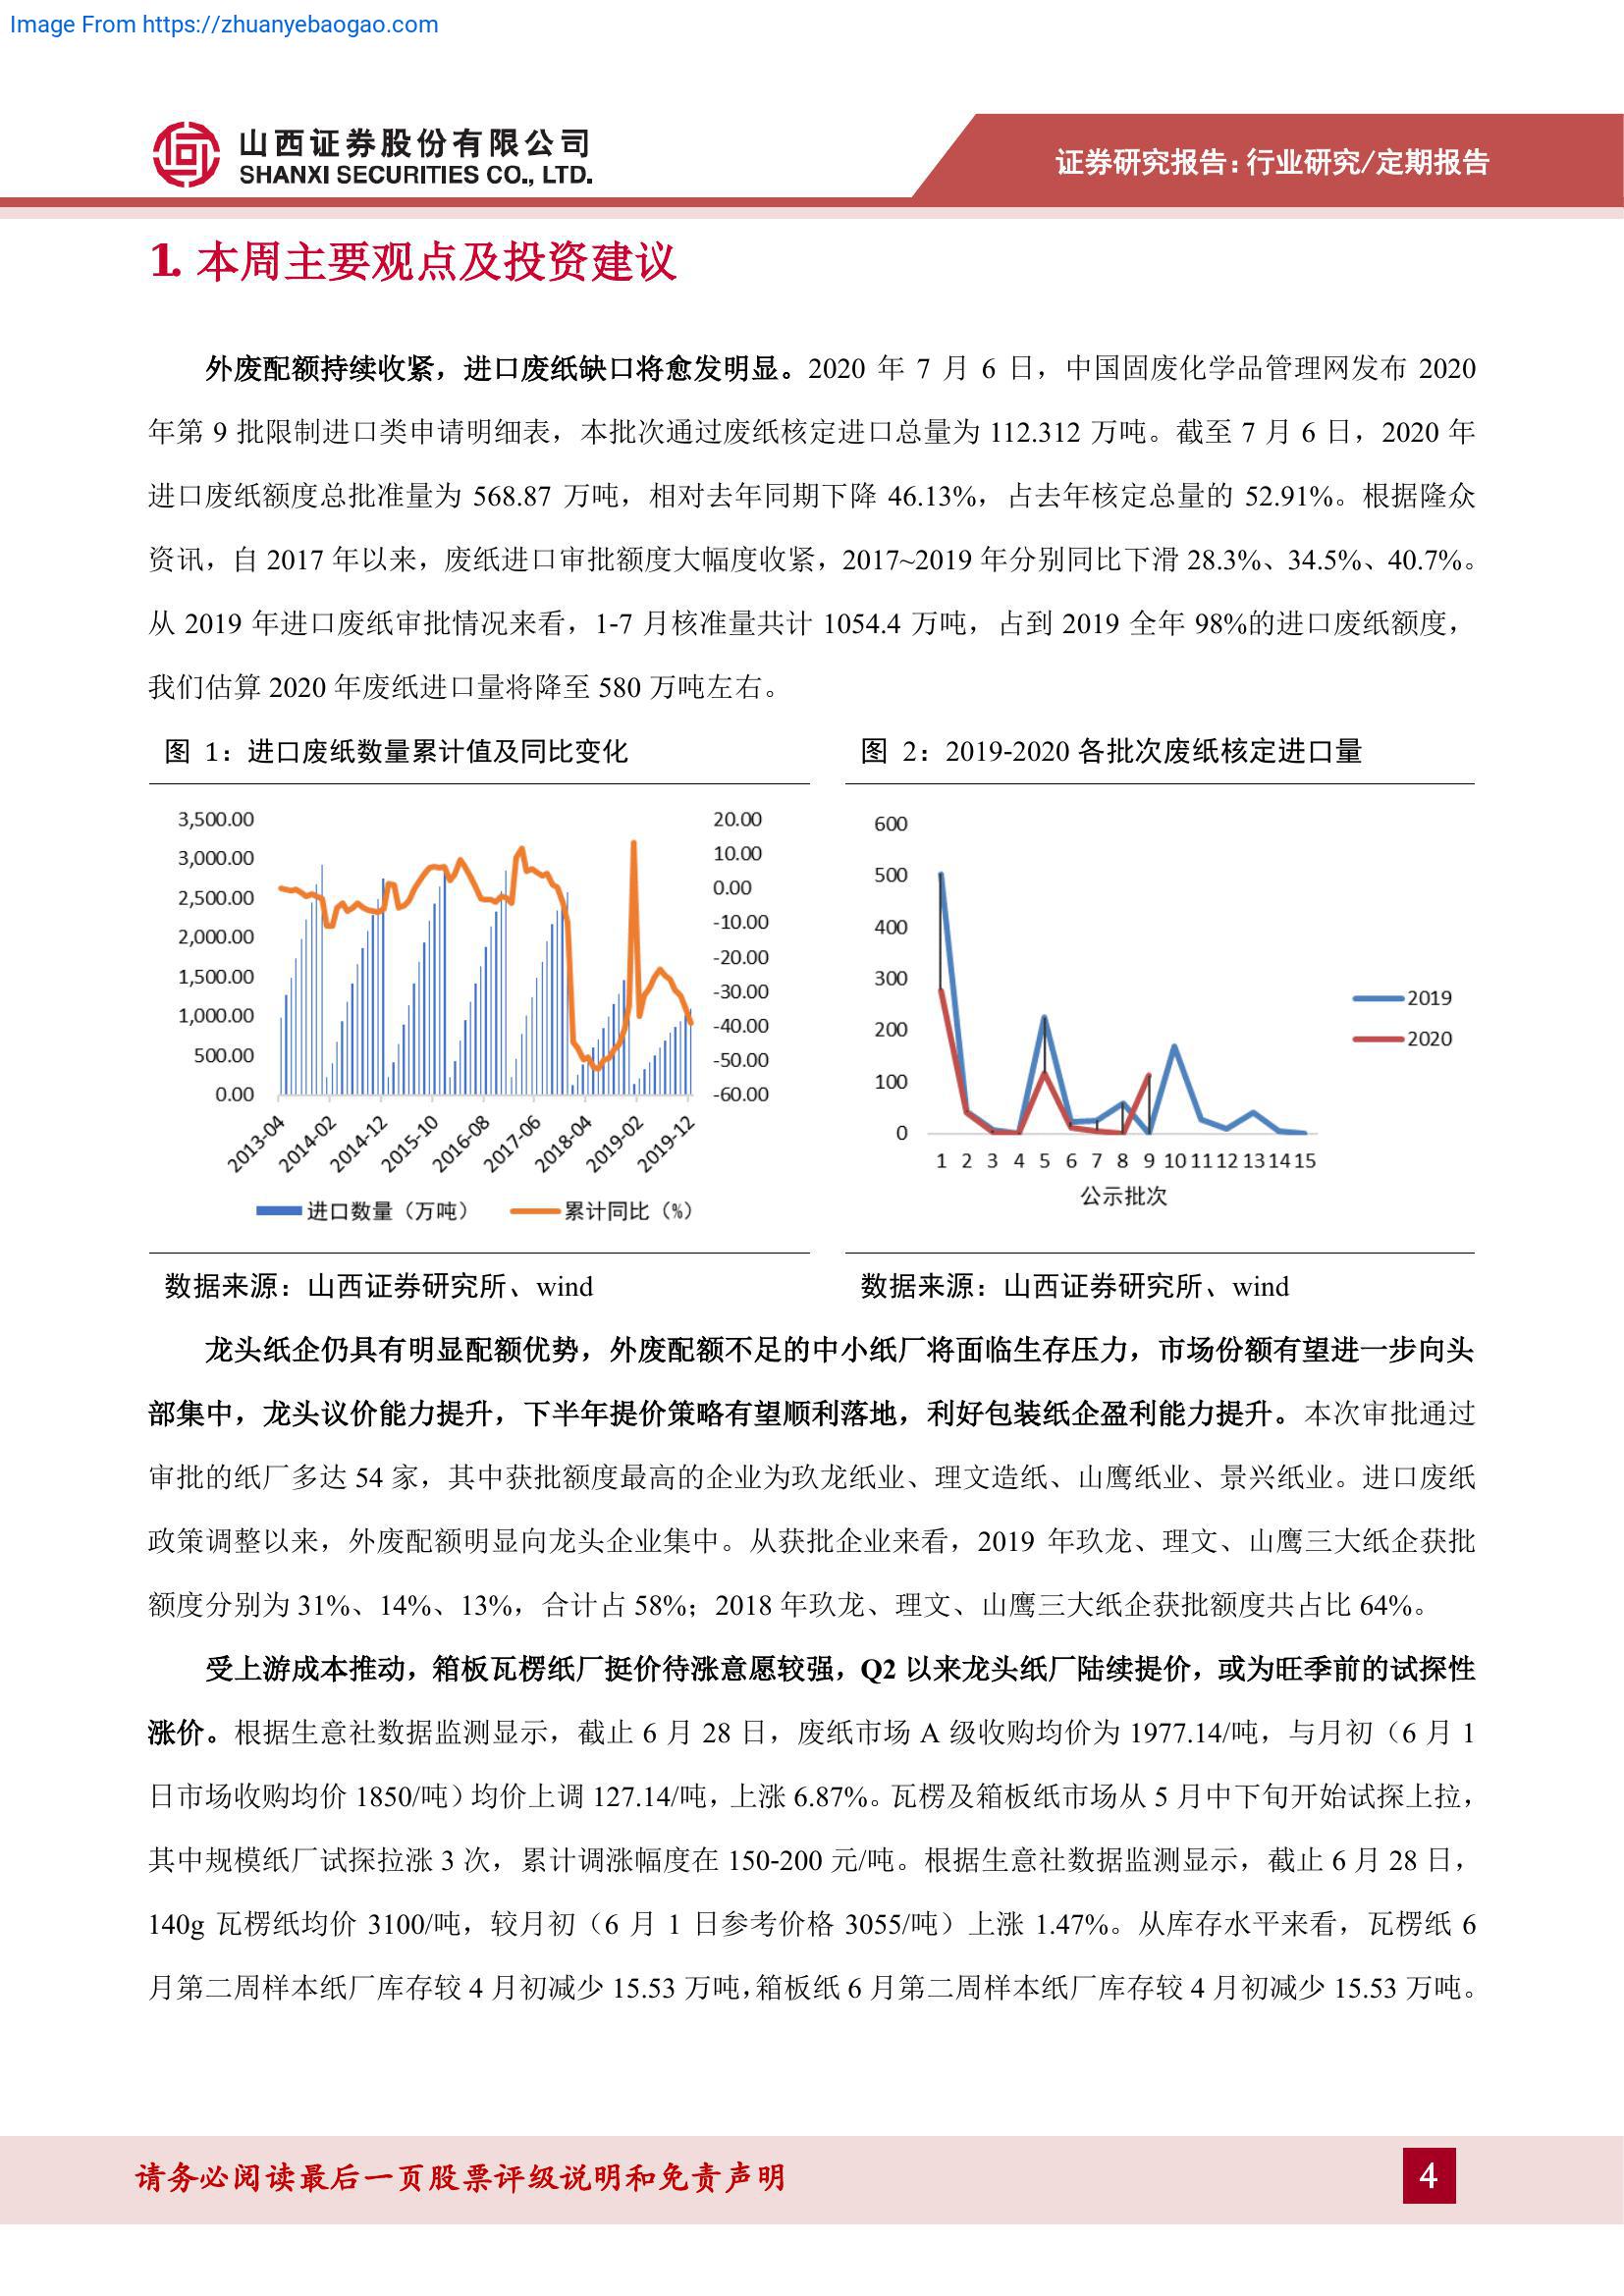 Image From https://zhuanyebaogao.com
山西证券股份有限公司
SHANXI SECURITIES CO., LTD.
证券研究报告：行业研究/定期报告
1. 本周主要观点及投资建议
外废配额持续收紧，进口废纸缺口将愈发明显。2020 年 7 月 6 日，中国固废化学品管理网发布 2020
年第 9 批限制进口类申请明细表，本批次通过废纸核定进口总量为 112.312 万吨。截至 7 月 6 日，2020 年
进口废纸额度总批准量为 568.87 万吨，相对去年同期下降 46.13%，占去年核定总量的 52.91%。根据隆众
资讯，自 2017 年以来，废纸进口审批额度大幅度收紧，2017~2019 年分别同比下滑 28.3%、34.5%、40.7%。
从 2019 年进口废纸审批情况来看，1-7 月核准量共计 1054.4 万吨，占到 2019 全年 98%的进口废纸额度，
我们估算 2020 年废纸进口量将降至 580 万吨左右。
图 1：进口废纸数量累计值及同比变化
3,500.00
3,000.00
2,500.00
2,000.00
1,500.00
1,000.00
500.00
0.00
20.00
10.00
0.00
-10.00
-20.00
-30.00
-40.00
-50.00
-60.00
2013-04
2014-02
2014-12
2015-10
2016-08
2017-06
2018-04
2019-02
2019-12
进口数量（万吨）
累计同比（%）
数据来源：山西证券研究所、wind
图 2：2019-2020 各批次废纸核定进口量
600
500
400
300
200
100
0
1 2 3 4 5 6 7 8 9 10 11 12 13 14 15
公示批次
2019
2020
数据来源：山西证券研究所、wind
龙头纸企仍具有明显配额优势，外废配额不足的中小纸厂将面临生存压力，市场份额有望进一步向头
部集中，龙头议价能力提升，下半年提价策略有望顺利落地，利好包装纸企盈利能力提升。本次审批通过
审批的纸厂多达 54 家，其中获批额度最高的企业为玖龙纸业、理文造纸、山鹰纸业、景兴纸业。进口废纸
政策调整以来，外废配额明显向龙头企业集中。从获批企业来看，2019 年玖龙、理文、山鹰三大纸企获批
额度分别为 31%、14%、13%，合计占 58%；2018 年玖龙、理文、山鹰三大纸企获批额度共占比 64%。
受上游成本推动，箱板瓦楞纸厂挺价待涨意愿较强，Q2 以来龙头纸厂陆续提价，或为旺季前的试探性
涨价。根据生意社数据监测显示，截止 6 月 28 日，废纸市场 A 级收购均价为 1977.14/吨，与月初（6 月 1
日市场收购均价 1850/吨）均价上调 127.14/吨，上涨 6.87%。瓦楞及箱板纸市场从 5 月中下旬开始试探上拉，
其中规模纸厂试探拉涨 3 次，累计调涨幅度在 150-200 元/吨。根据生意社数据监测显示，截止 6 月 28 日，
140g 瓦楞纸均价 3100/吨，较月初（6 月 1 日参考价格 3055/吨）上涨 1.47%。从库存水平来看，瓦楞纸 6
月第二周样本纸厂库存较 4 月初减少 15.53 万吨，箱板纸 6 月第二周样本纸厂库存较 4 月初减少 15.53 万吨。
请务必阅读最后一页股票评级说明和免责声明
4